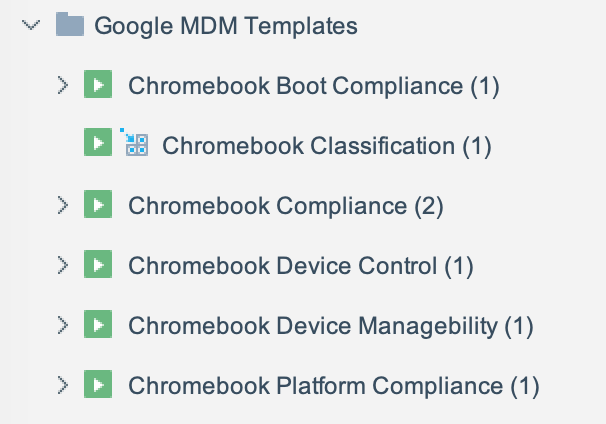 Google MDM Templates
Chromebook Boot Compliance (1)
Chromebook Classification (1)
Chromebook Compliance (2)
Chromebook Device Control (1)
Chromebook Device Managebility (1)
Chromebook Platform Compliance (1)